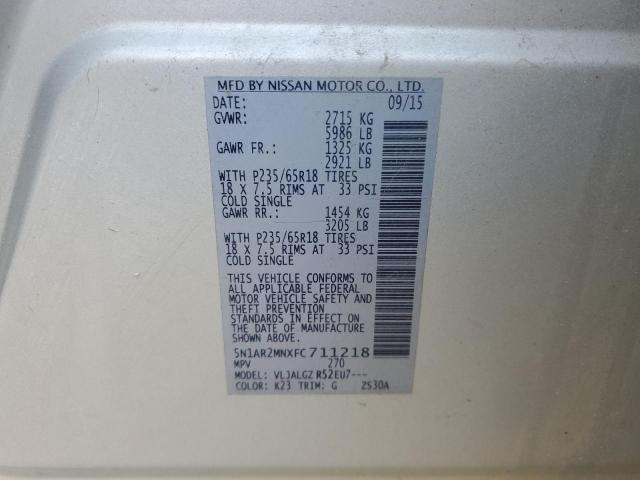 MFD BY NISSAN MOTOR CO., LTD.
DATE: 09/15
GVWR: 2715 KG
5986 LB
GAWR FR.: 1325 KG
2921 LB
WITH P235/65R18 TIRES
18 X 7.5 RIMS AT 33 PSI
COLD SINGLE
GAWR RR.: 1454 KG
3205 LB
WITH P235/65R18 TIRES
18 X 7.5 RIMS AT 33 PSI
COLD SINGLE
THIS VEHICLE CONFORMS TO
ALL APPLICABLE FEDERAL
MOTOR VEHICLE SAFETY AND
THEFT PREVENTION
STANDARDS IN EFFECT ON
THE DATE OF MANUFACTURE
SHOWN ABOVE.
5N1AR2MNXFC711218
MPV 270
MODEL: VLJALGZ R52EU7---
COLOR: K23 TRIM: G 2S30A